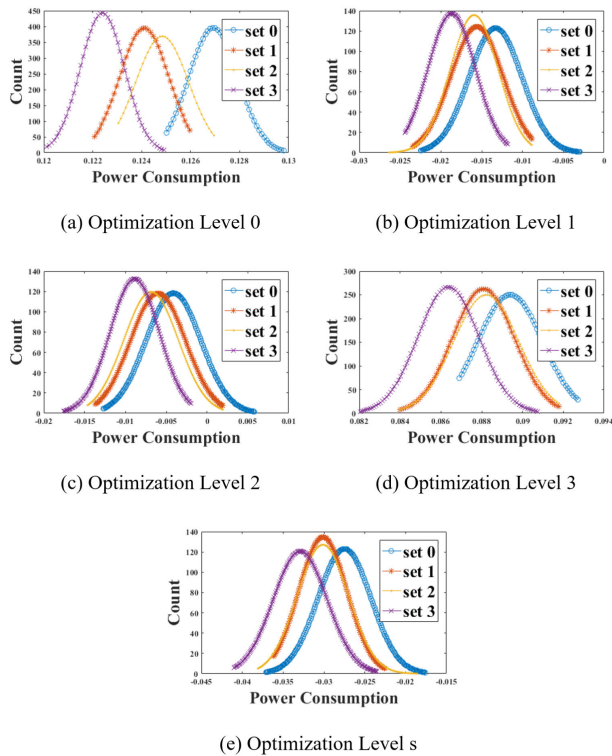 450
400
350
300
250
200
150
100
50
0
Count
0.12 0.122 0.124 0.126 0.128 0.13
Power Consumption
set 0
set 1
set 2
set 3
(a) Optimization Level 0
140
120
100
80
60
40
20
0
Count
-0.03 -0.025 -0.02 -0.015 -0.01 -0.005 0
Power Consumption
set 0
set 1
set 2
set 3
(b) Optimization Level 1
140
120
100
80
60
40
20
0
Count
-0.02 -0.015 -0.01 -0.005 0 0.005 0.01
Power Consumption
set 0
set 1
set 2
set 3
(c) Optimization Level 2
300
250
200
150
100
50
0
Count
0.082 0.084 0.086 0.088 0.09 0.092 0.094
Power Consumption
set 0
set 1
set 2
set 3
(d) Optimization Level 3
140
120
100
80
60
40
20
0
Count
-0.045 -0.04 -0.035 -0.03 -0.025 -0.02 -0.015
Power Consumption
set 0
set 1
set 2
set 3
(e) Optimization Level s